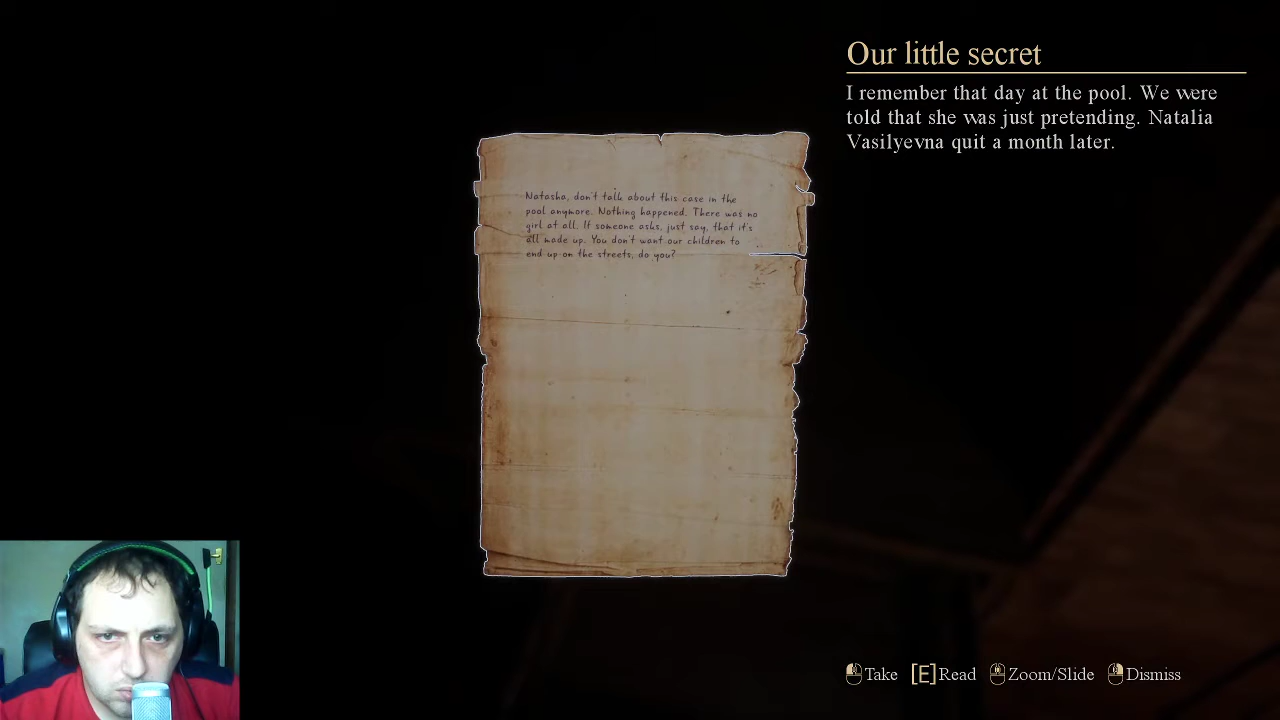 Our little secret
I remember that day at the pool. We were
told that she was just pretending. Natalia
Vasilyevna quit a month later.
Natasha, don't talk about this case in the
pool anymore. Nothing happened. There was no
girl at all. If someone asks, just say, that it's
all made up. You don't want our children to
end up on the streets, do you?
Take [E]Read Zoom/Slide Dismiss